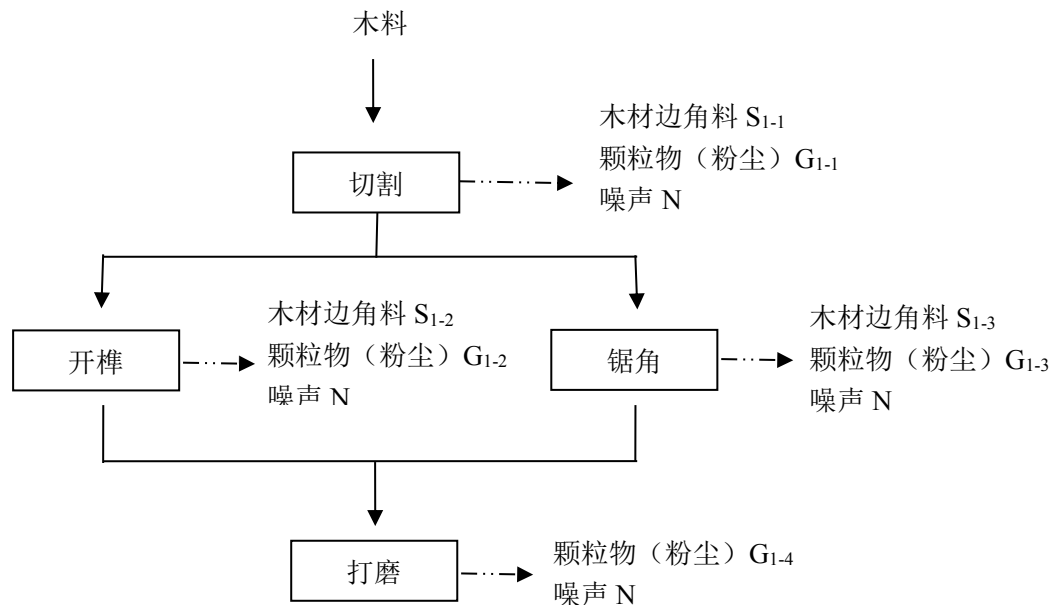 木料
木材边角料 S1-1
颗粒物（粉尘）G1-1
噪声 N
切割
木材边角料 S1-2
颗粒物（粉尘）G1-2
噪声 N
开榫
木材边角料 S1-3
颗粒物（粉尘）G1-3
噪声 N
锯角
颗粒物（粉尘）G1-4
噪声 N
打磨